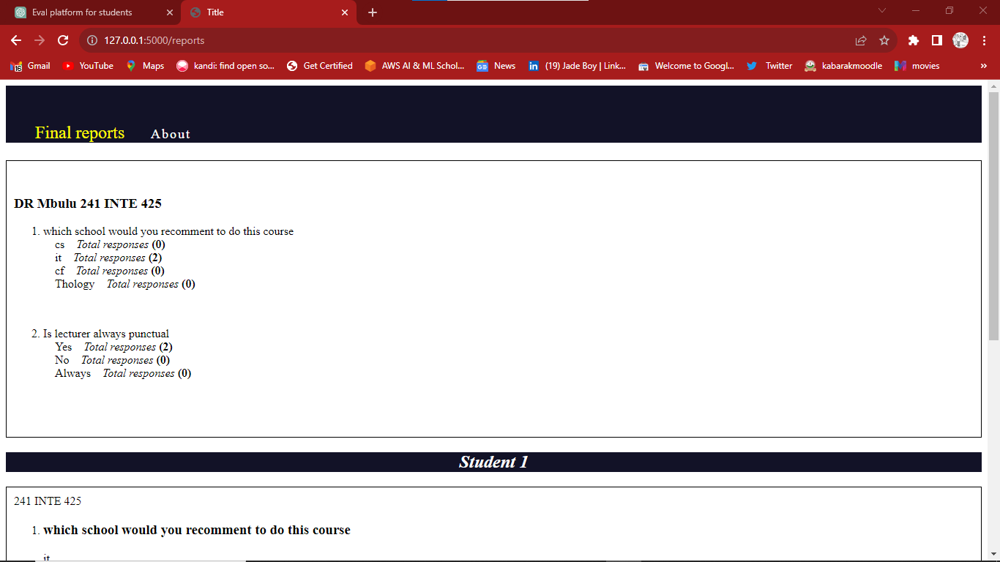 Eval platform for students
Title
127.0.0.1:5000/reports
16 Gmail YouTube Maps kandi: find open so... Get Certified AWS AI & ML Schol... GE News in (19) Jade Boy | Link... Welcome to Googl... Twitter kabarakmoodle movies »
Final reports About
DR Mbulu 241 INTE 425
1. which school would you recomment to do this course
cs Total responses (0)
it Total responses (2)
cf Total responses (0)
Thology Total responses (0)
2. Is lecturer always punctual
Yes Total responses (2)
No Total responses (0)
Always Total responses (0)
Student 1
241 INTE 425
1. which school would you recomment to do this course
it